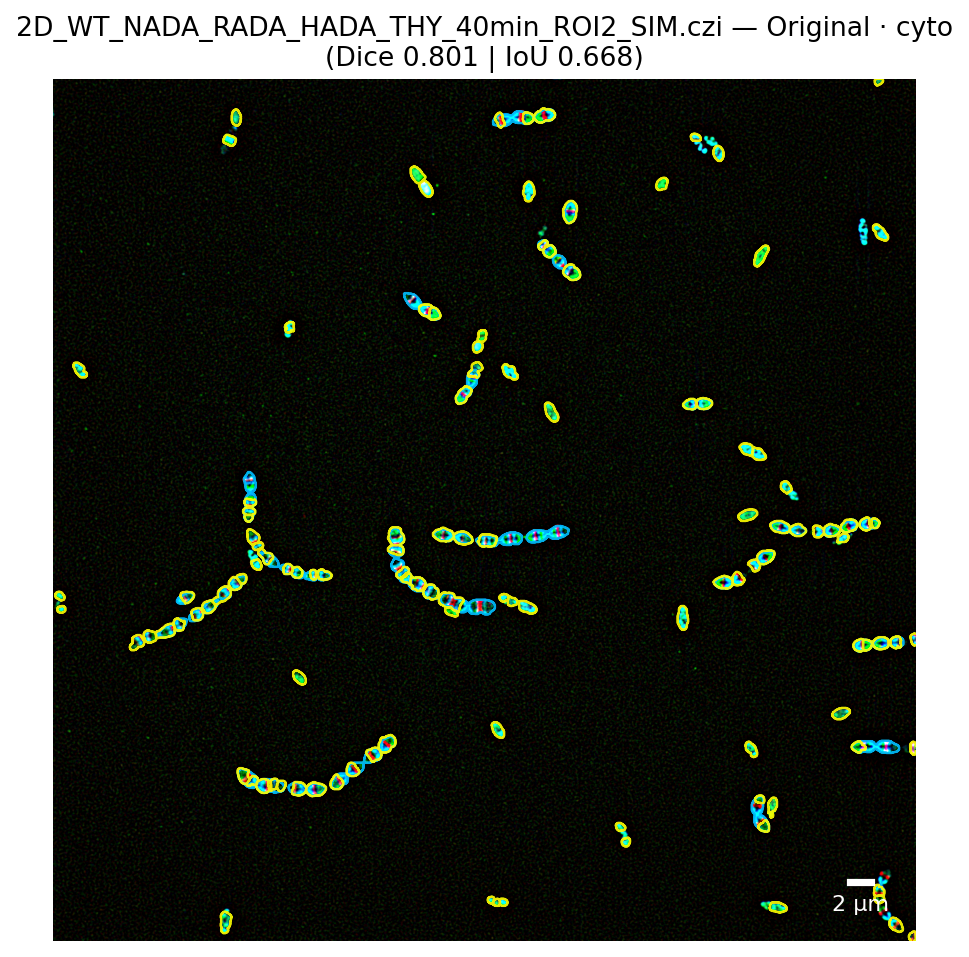 2D_WT_NADA_RADA_HADA_THY_40min_ROI2_SIM.czi — Original · cyto
(Dice 0.801 | IoU 0.668)
2 μm